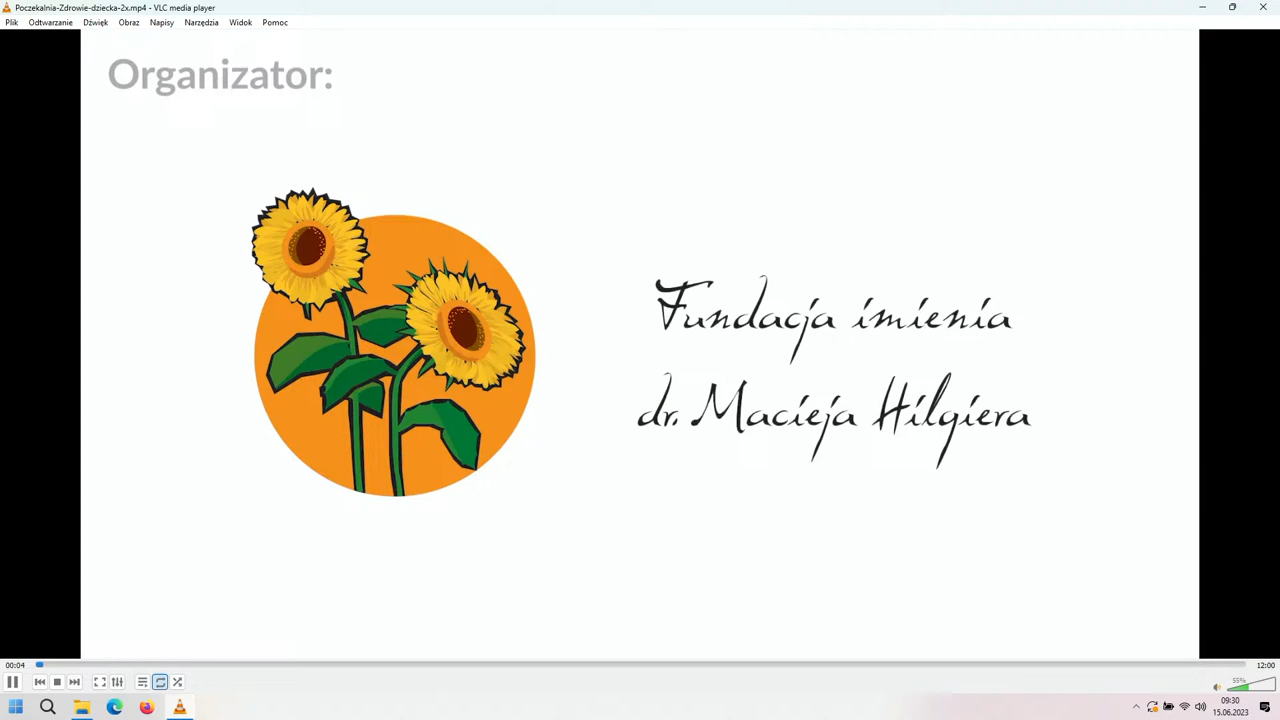 Poczekalnia-Zdrowie-dziecka-2x.mp4 - VLC media player
Plik Odtwarzanie Dźwięk Obraz Napisy Narzędzia Widok Pomoc
Organizator:
Fundacja imienia
dr. Macieja Hilgiera
00:04
12:00
55%
09:30
15.06.2023